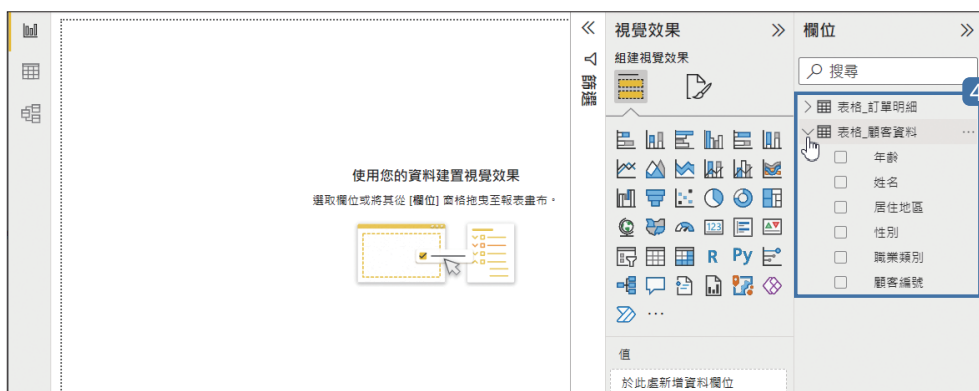 視覺效果
欄位
組建視覺效果
搜尋
篩選
4
表格_訂單明細
表格_顧客資料
年齡
姓名
居住地區
性別
職業類別
顧客編號
使用您的資料建置視覺效果
選取欄位或將其從 [欄位] 窗格拖曳至報表畫布。
123
R
Py
值
於此處新增資料欄位